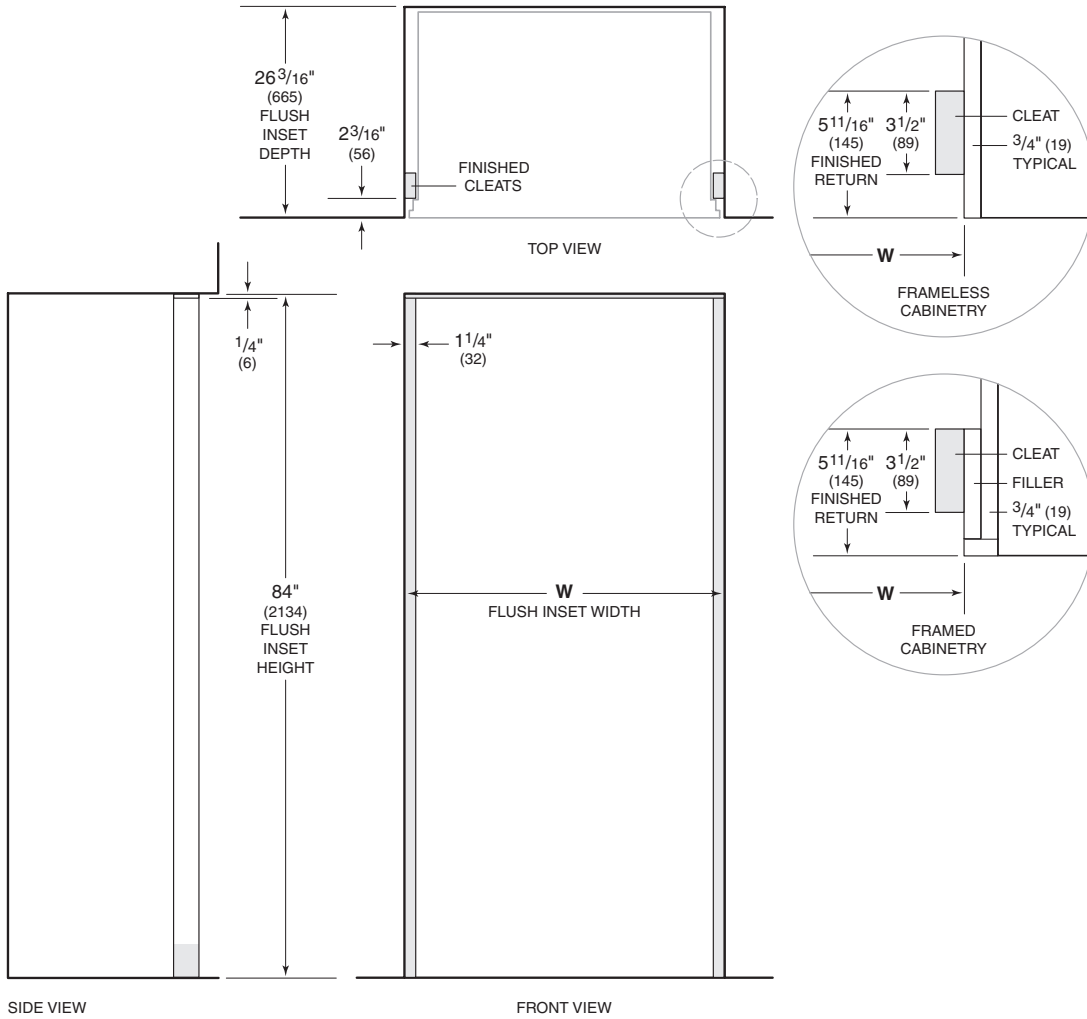 26 3/16"
(665)
FLUSH
INSET
DEPTH
2 3/16"
(56)
FINISHED
CLEATS
TOP VIEW
5 11/16"
(145)
FINISHED
RETURN
3 1/2"
(89)
CLEAT
3/4" (19)
TYPICAL
W
FRAMELESS
CABINETRY
1/4"
(6)
1 1/4"
(32)
84"
(2134)
FLUSH
INSET
HEIGHT
W
FLUSH INSET WIDTH
5 11/16"
(145)
FINISHED
RETURN
3 1/2"
(89)
CLEAT
FILLER
3/4" (19)
TYPICAL
W
FRAMED
CABINETRY
SIDE VIEW
FRONT VIEW